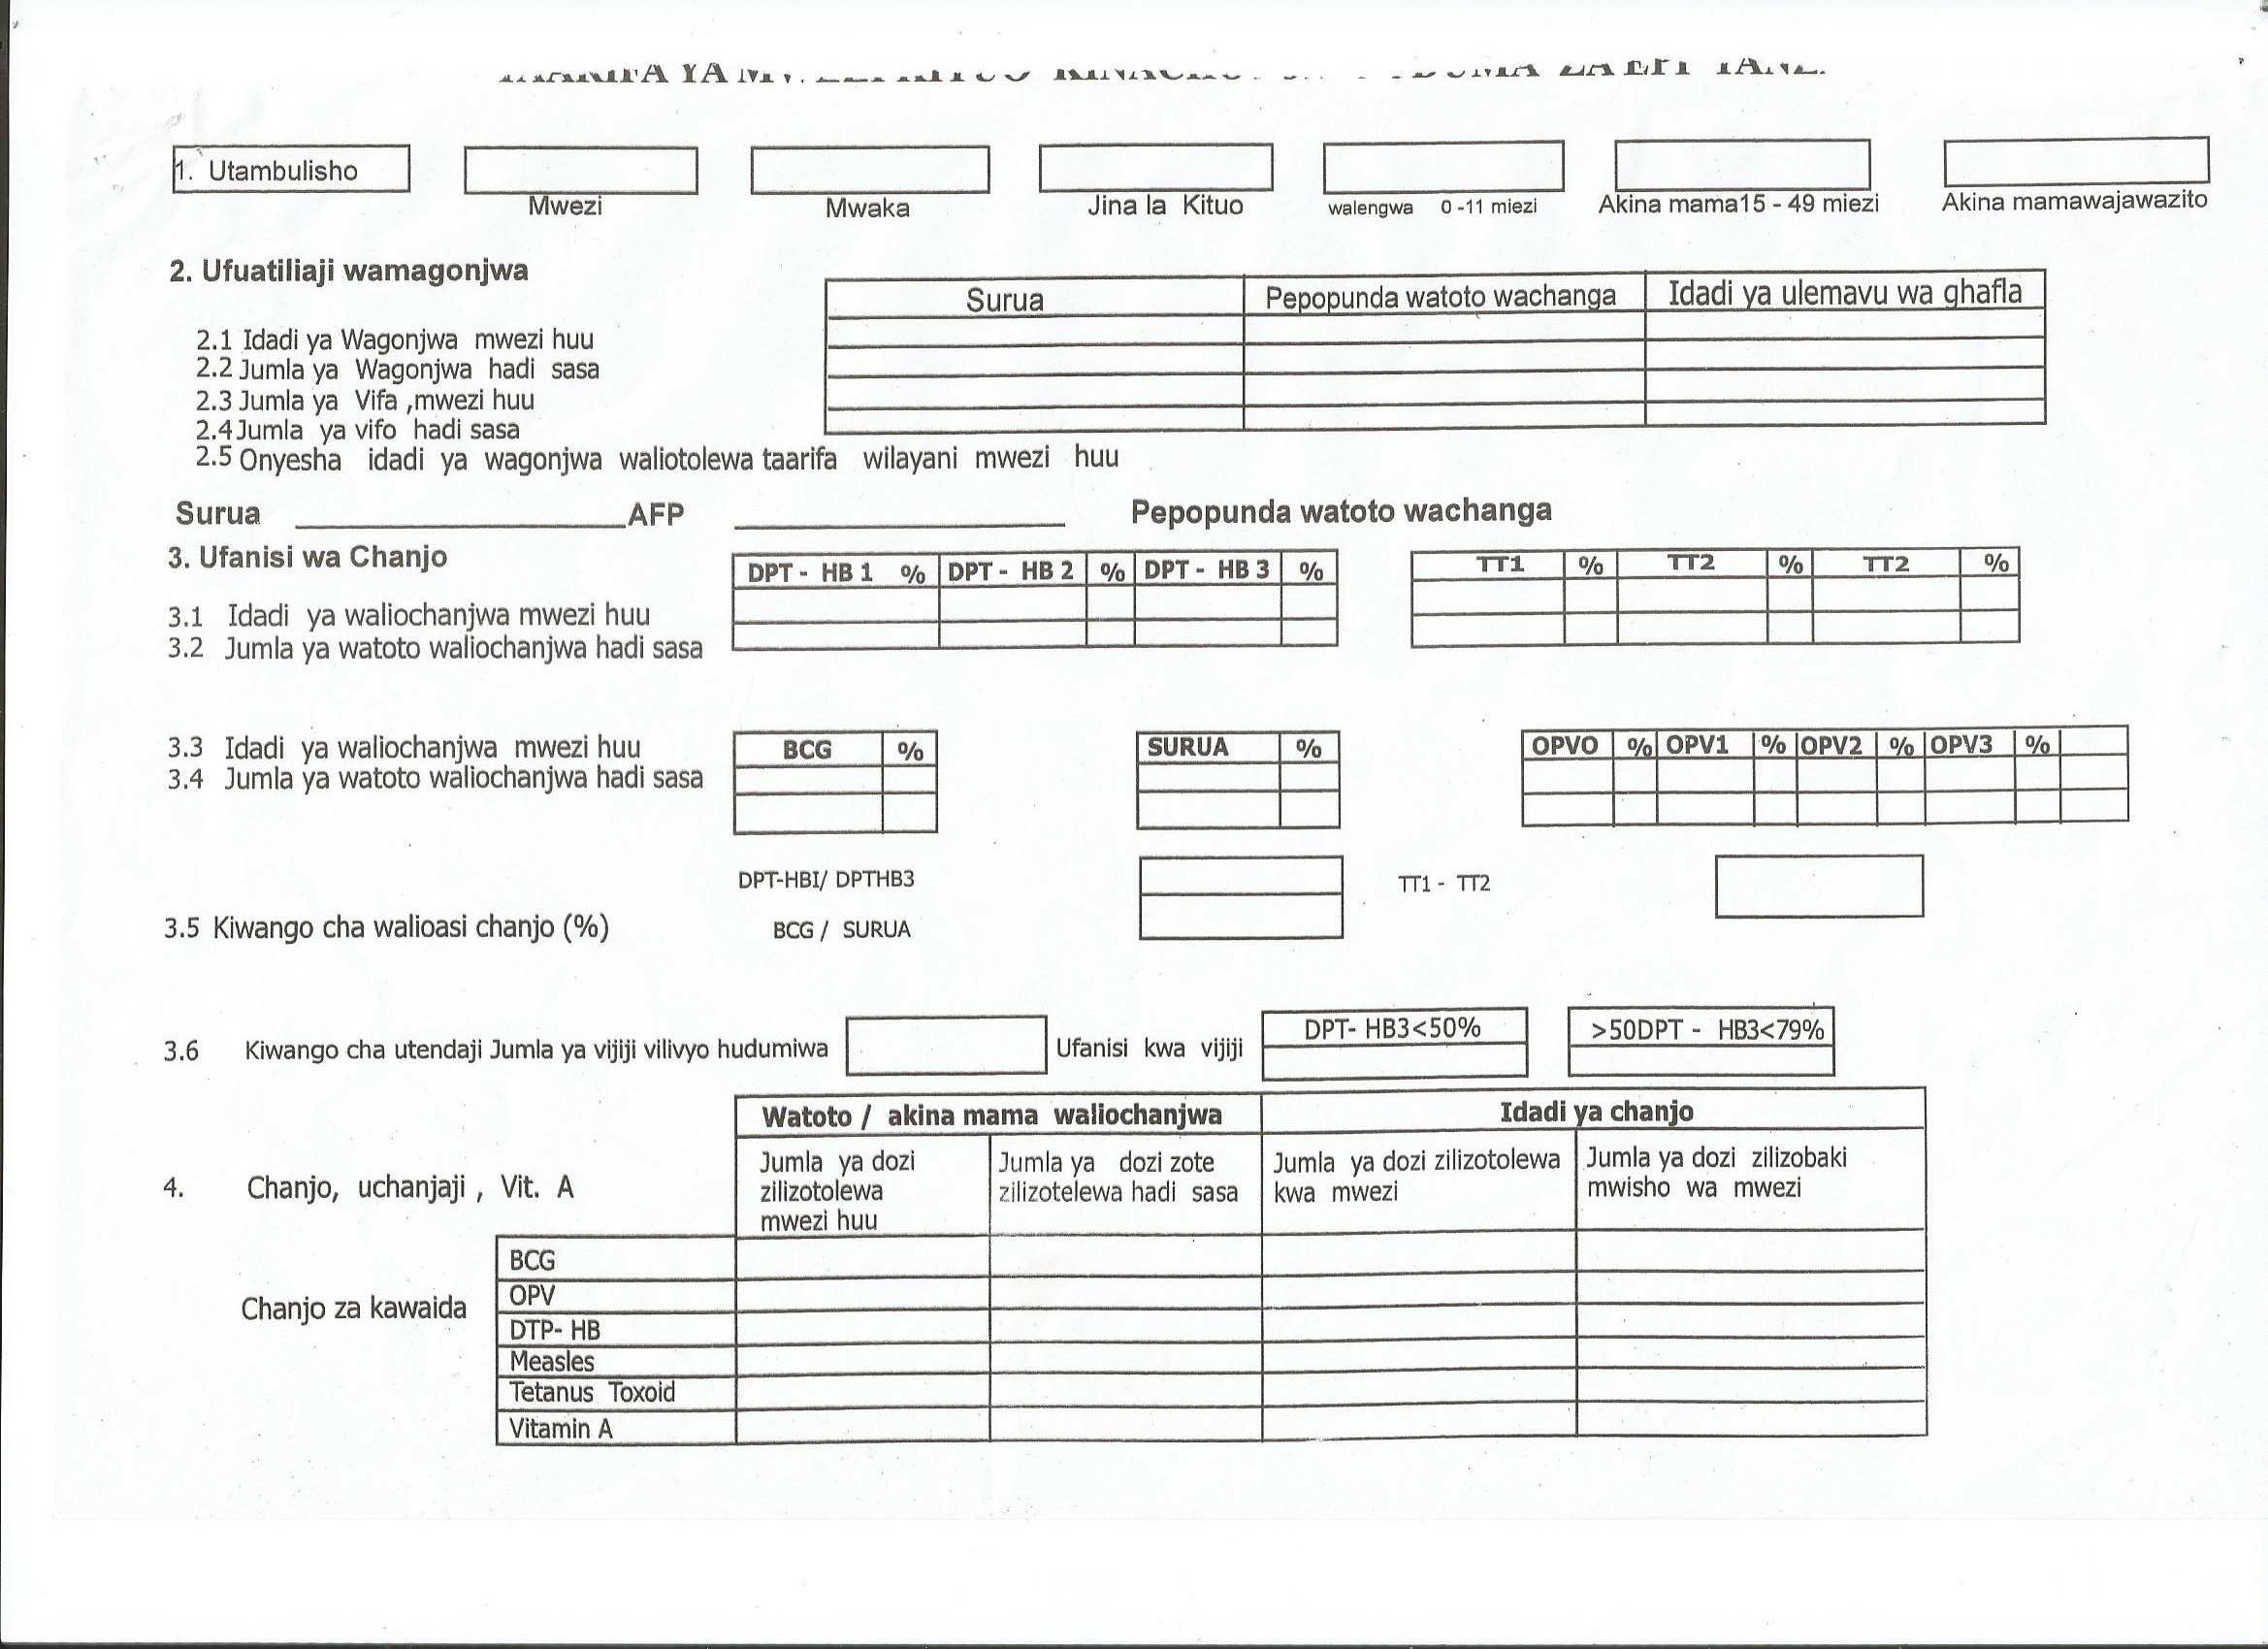 1. Utambulisho
Mwezi
Mwaka
Jina la Kituo
walengwa 0 -11 miezi
Akina mama15 - 49 miezi
Akina mamawajawazito
2. Ufuatiliaji wamagonjwa
Surua Pepopunda watoto wachanga Idadi ya ulemavu wa ghafla
2.1 Idadi ya Wagonjwa mwezi huu
2.2 Jumla ya Wagonjwa hadi sasa
2.3 Jumla ya Vifa ,mwezi huu
2.4 Jumla ya vifo hadi sasa
2.5 Onyesha idadi ya wagonjwa waliotolewa taarifa wilayani mwezi huu
Surua ____________________AFP ____________________ Pepopunda watoto wachanga
3. Ufanisi wa Chanjo
DPT - HB 1 % DPT - HB 2 % DPT - HB 3 %
TT1 % TT2 % TT2 %
3.1 Idadi ya waliochanjwa mwezi huu
3.2 Jumla ya watoto waliochanjwa hadi sasa
3.3 Idadi ya waliochanjwa mwezi huu
BCG %
SURUA %
OPVO % OPV1 % OPV2 % OPV3 %
3.4 Jumla ya watoto waliochanjwa hadi sasa
DPT-HBI/ DPTHB3
TT1 - TT2
3.5 Kiwango cha walioasi chanjo (%)
BCG / SURUA
3.6 Kiwango cha utendaji Jumla ya vijiji vilivyo hudumiwa
Ufanisi kwa vijiji
DPT- HB3<50%
>50DPT - HB3<79%
Watoto / akina mama waliochanjwa
Idadi ya chanjo
4. Chanjo, uchanjaji , Vit. A
Jumla ya dozi
zilizotolewa
mwezi huu
Jumla ya dozi zote
zilizotelewa hadi sasa
Jumla ya dozi zilizotolewa
kwa mwezi
Jumla ya dozi zilizobaki
mwisho wa mwezi
Chanjo za kawaida
BCG
OPV
DTP- HB
Measles
Tetanus Toxoid
Vitamin A